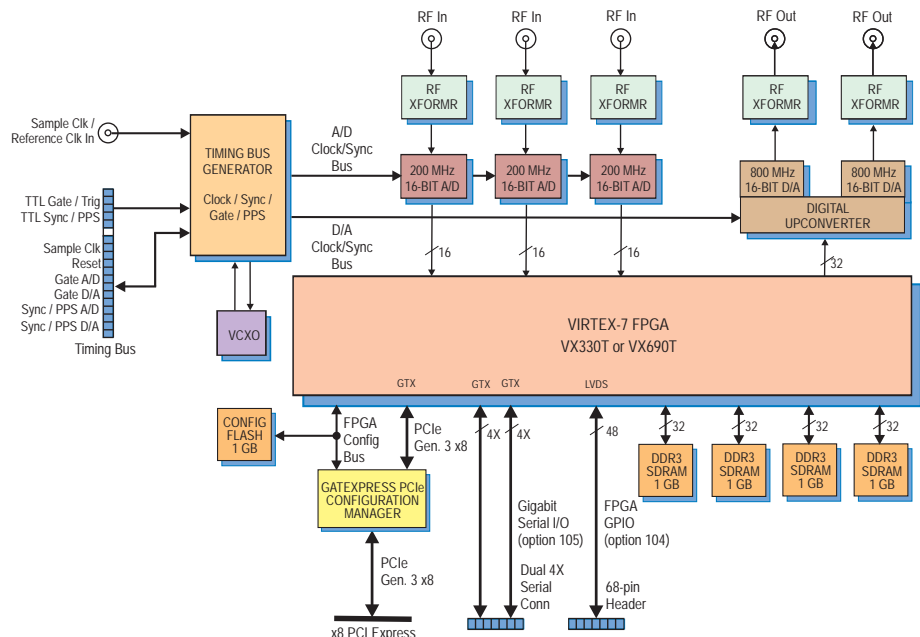 RF In
RF In
RF In
RF Out
RF Out
RF
XFORMR
RF
XFORMR
RF
XFORMR
RF
XFORMR
RF
XFORMR
Sample Clk /
Reference Clk In
TIMING BUS
GENERATOR
Clock / Sync /
Gate / PPS
A/D
Clock/Sync
Bus
200 MHz
16-BIT A/D
200 MHz
16-BIT A/D
200 MHz
16-BIT A/D
800 MHz
16-BIT D/A
800 MHz
16-BIT D/A
DIGITAL
UPCONVERTER
TTL Gate / Trig
TTL Sync / PPS
Sample Clk
Reset
Gate A/D
Gate D/A
Sync / PPS A/D
Sync / PPS D/A
Timing Bus
D/A
Clock/Sync
Bus
16
16
16
32
VCXO
VIRTEX-7 FPGA
VX330T or VX690T
GTX
GTX
GTX
LVDS
CONFIG
FLASH
1 GB
FPGA
Config
Bus
PCIe
Gen. 3 x8
4X
4X
48
32
32
32
32
DDR3
SDRAM
1 GB
DDR3
SDRAM
1 GB
DDR3
SDRAM
1 GB
DDR3
SDRAM
1 GB
GATEXPRESS PCIe
CONFIGURATION
MANAGER
Gigabit
Serial I/O
(option 105)
FPGA
GPIO
(option 104)
PCIe
Gen. 3 x8
Dual 4X
Serial
Conn
68-pin
Header
x8 PCI Express